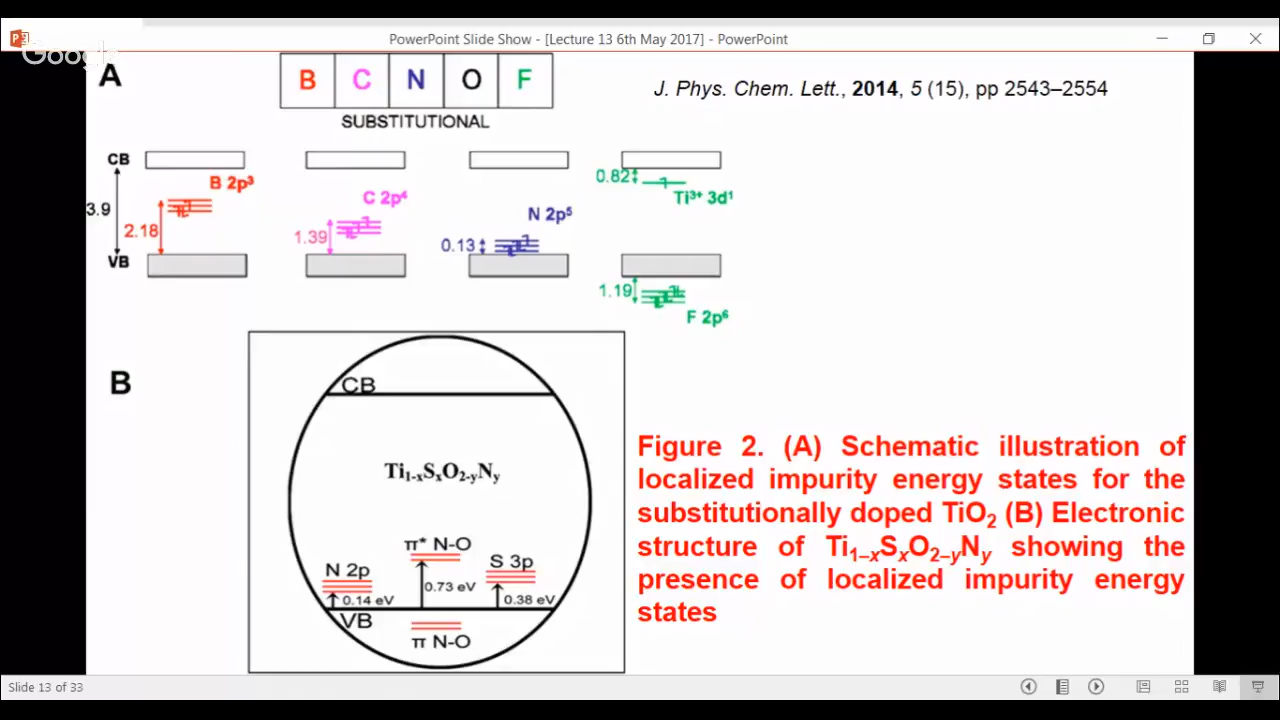 PowerPoint Slide Show - [Lecture 13 6th May 2017] - PowerPoint
Google
A
B C N O F
SUBSTITUTIONAL
J. Phys. Chem. Lett., 2014, 5 (15), pp 2543–2554
CB
3.9
VB
B 2p³
2.18
C 2p⁴
1.39
N 2p⁵
0.13
0.82
Ti³⁺ 3d¹
1.19
F 2p⁶
B
CB
Ti₁₋ₓSₓO₂₋yNy
π* N-O
N 2p
S 3p
0.14 eV
0.73 eV
0.38 eV
VB
π N-O
Figure 2. (A) Schematic illustration of
localized impurity energy states for the
substitutionally doped TiO₂ (B) Electronic
structure of Ti₁₋ₓSₓO₂₋yNy showing the
presence of localized impurity energy
states
Slide 13 of 33